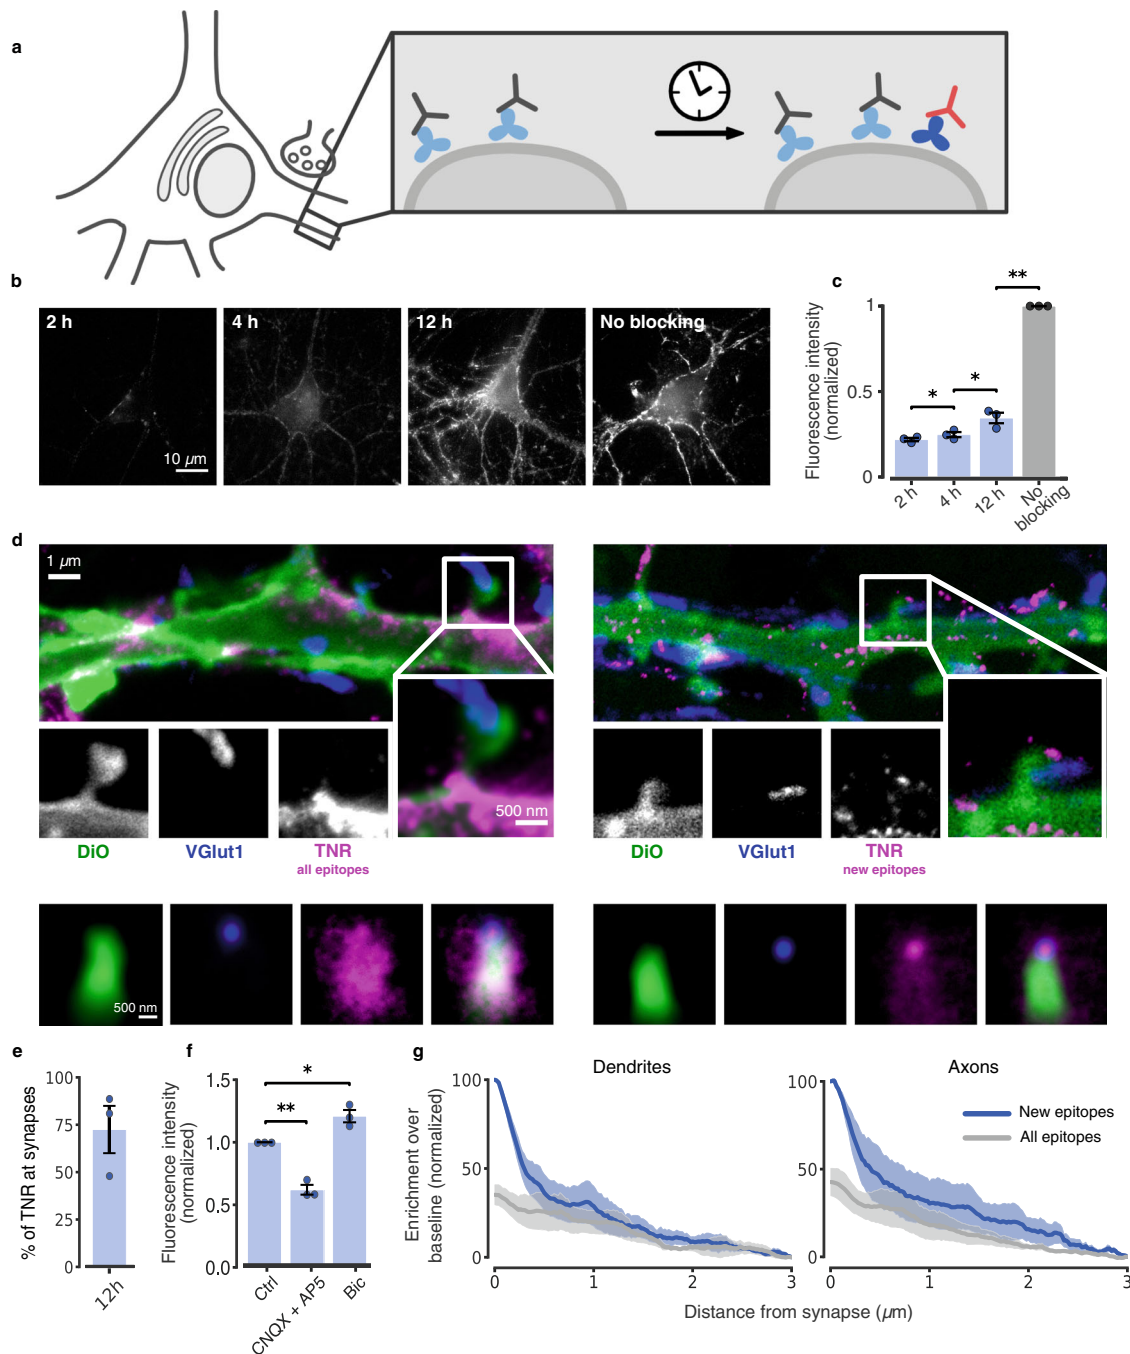 a
b
2 h
4 h
12 h
No blocking
10 µm
c
**
*
*
Fluorescence intensity
(normalized)
1
0.5
0
2 h
4 h
12 h
No
blocking
d
1 µm
500 nm
DiO
VGlut1
TNR
all epitopes
DiO
VGlut1
TNR
new epitopes
500 nm
e
% of TNR at synapses
100
75
50
25
0
12h
f
Fluorescence intensity
(normalized)
1.5
1.0
0.5
0.0
*
**
Ctrl
CNQX + AP5
Bic
g
Dendrites
Axons
Enrichment over
baseline (normalized)
100
50
0
0
1
2
3
100
50
0
0
1
2
3
New epitopes
All epitopes
Distance from synapse (µm)